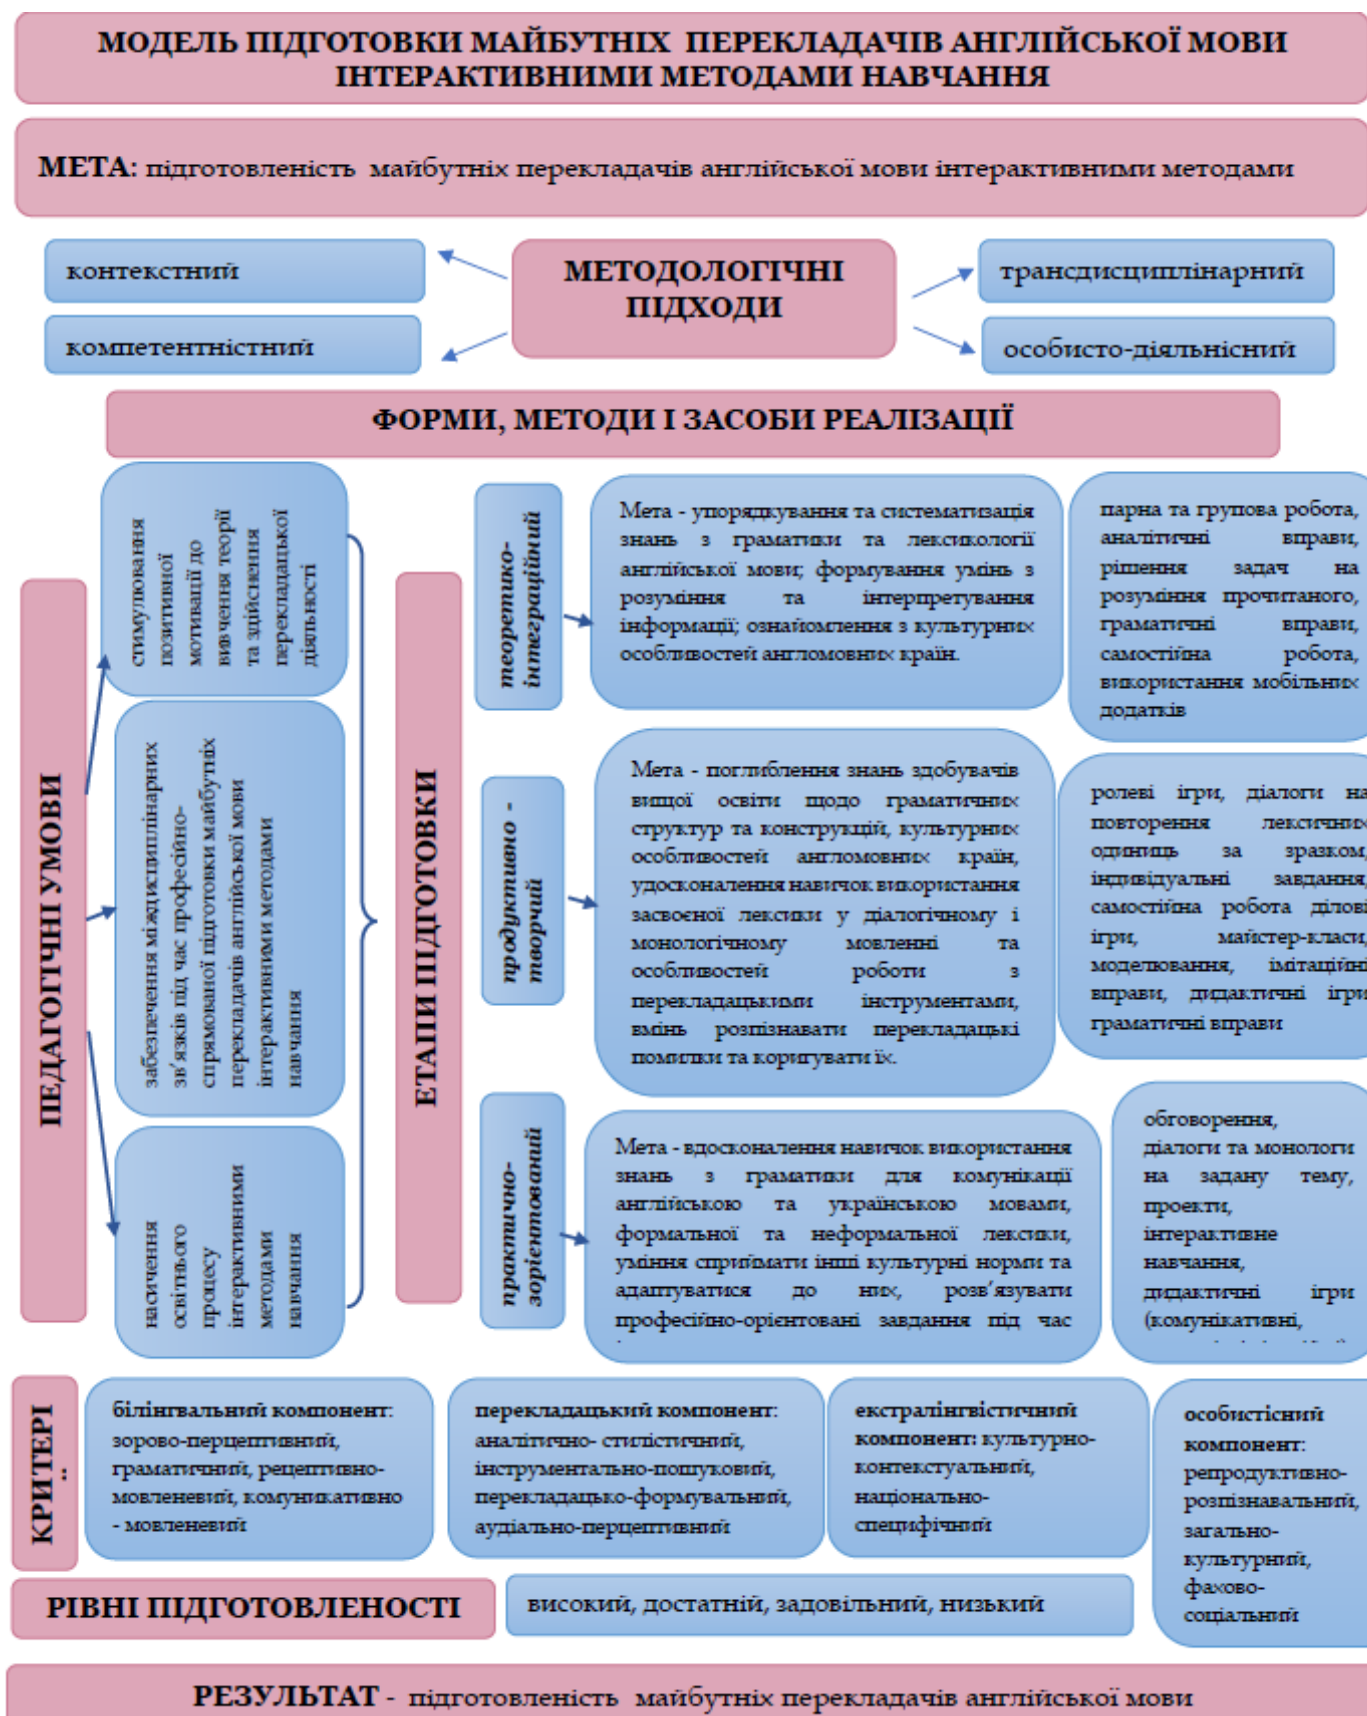 МОДЕЛЬ ПІДГОТОВКИ МАЙБУТНІХ ПЕРЕКЛАДАЧІВ АНГЛІЙСЬКОЇ МОВИ
ІНТЕРАКТИВНИМИ МЕТОДАМИ НАВЧАННЯ
МЕТА: підготовленість майбутніх перекладачів англійської мови інтерактивними методами
контекстний
компетентністний
МЕТОДОЛОГІЧНІ
ПІДХОДИ
трансдисциплінарний
особисто-діяльнісний
ФОРМИ, МЕТОДИ І ЗАСОБИ РЕАЛІЗАЦІЇ
ПЕДАГОГІЧНІ УМОВИ
стимулювання
позитивної
мотивації до
вивчення теорії
та здійснення
перекладацької
діяльності
забезпечення міждисциплінарних
зв'язків під час професійно-
спрямованої підготовки майбутніх
перекладачів англійської мови
інтерактивними методами
навчання
насичення
освітнього
процесу
інтерактивними
методами
навчання
ЕТАПИ ПІДГОТОВКИ
теоретико-
інтеграційний
Мета - упорядкування та систематизація
знань з граматики та лексикології
англійської мови; формування умінь з
розуміння та інтерпретування
інформації; ознайомлення з культурних
особливостей англомовних країн.
парна та групова робота,
аналітичні вправи,
рішення задач на
розуміння прочитаного,
граматичні вправи,
самостійна робота,
використання мобільних
додатків
продуктивно -
творчий
Мета - поглиблення знань здобувачів
вищої освіти щодо граматичних
структур та конструкцій, культурних
особливостей англомовних країн,
удосконалення навичок використання
засвоєної лексики у діалогічному і
монологічному мовленні та
особливостей роботи з
перекладацькими інструментами,
вмінь розпізнавати перекладацькі
помилки та коригувати їх.
ролеві ігри, діалоги на
повторення лексичних
одиниць за зразком,
індивідуальні завдання,
самостійна робота ділові
ігри, майстер-класи,
моделювання, імітаційні
вправи, дидактичні ігри
граматичні вправи
практично-
зорієнтований
Мета - вдосконалення навичок використання
знань з граматики для комунікації
англійською та українською мовами,
формальної та неформальної лексики,
уміння сприймати інші культурні норми та
адаптуватися до них, розв'язувати
професійно-орієнтовані завдання під час
обговорення,
діалоги та монологи
на задану тему,
проекти,
інтерактивне
навчання,
дидактичні ігри
(комунікативні,
КРИТЕРІ
Ї
білінгвальний компонент:
зорово-перцептивний,
граматичний, рецептивно-
мовленевий, комуникативно
- мовленевий
перекладацький компонент:
аналітично- стилістичний,
інструментально-пошуковий,
перекладацько-формувальний,
аудіально-перцептивний
екстралінгвістичний
компонент: культурно-
контекстуальний,
національно-
специфічний
особистісний
компонент:
репродуктивно-
розпізнавальний,
загально-
культурний,
фахово-
соціальний
РІВНІ ПІДГОТОВЛЕНОСТІ
високий, достатній, задовільний, низький
РЕЗУЛЬТАТ - підготовленість майбутніх перекладачів англійської мови